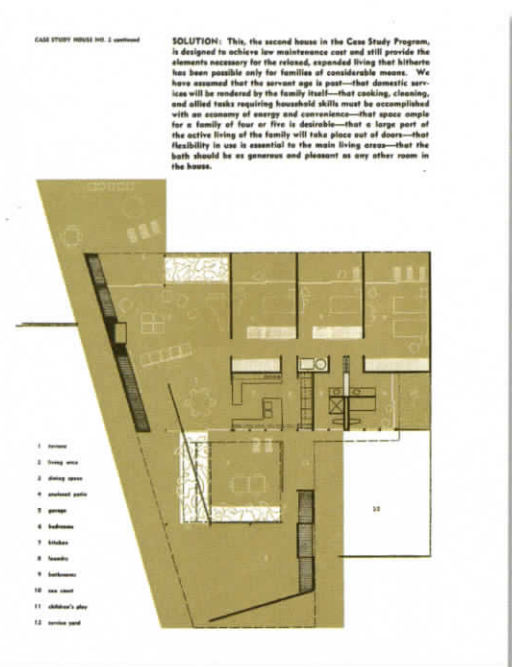 CASE STUDY HOUSE NO. 2 continued
SOLUTION: This, the second house in the Case Study Program,
is designed to achieve low maintenance cost and still provide the
elements necessary for the relaxed, expanded living that hitherto
has been possible only for families of considerable means. We
have assumed that the servant age is past—that domestic serv-
ices will be rendered by the family itself—that cooking, cleaning,
and allied tasks requiring household skills must be accomplished
with an economy of energy and convenience—that space ample
for a family of four or five is desirable—that a large part of
the active living of the family will take place out of doors—that
flexibility in use is essential to the main living areas—that the
bath should be as generous and pleasant as any other room in
the house.
1 terrace
2 living area
3 dining space
4 enclosed patio
5 garage
6 bedrooms
7 kitchen
8 laundry
9 bathrooms
10 sun court
11 children's play
12 service yard